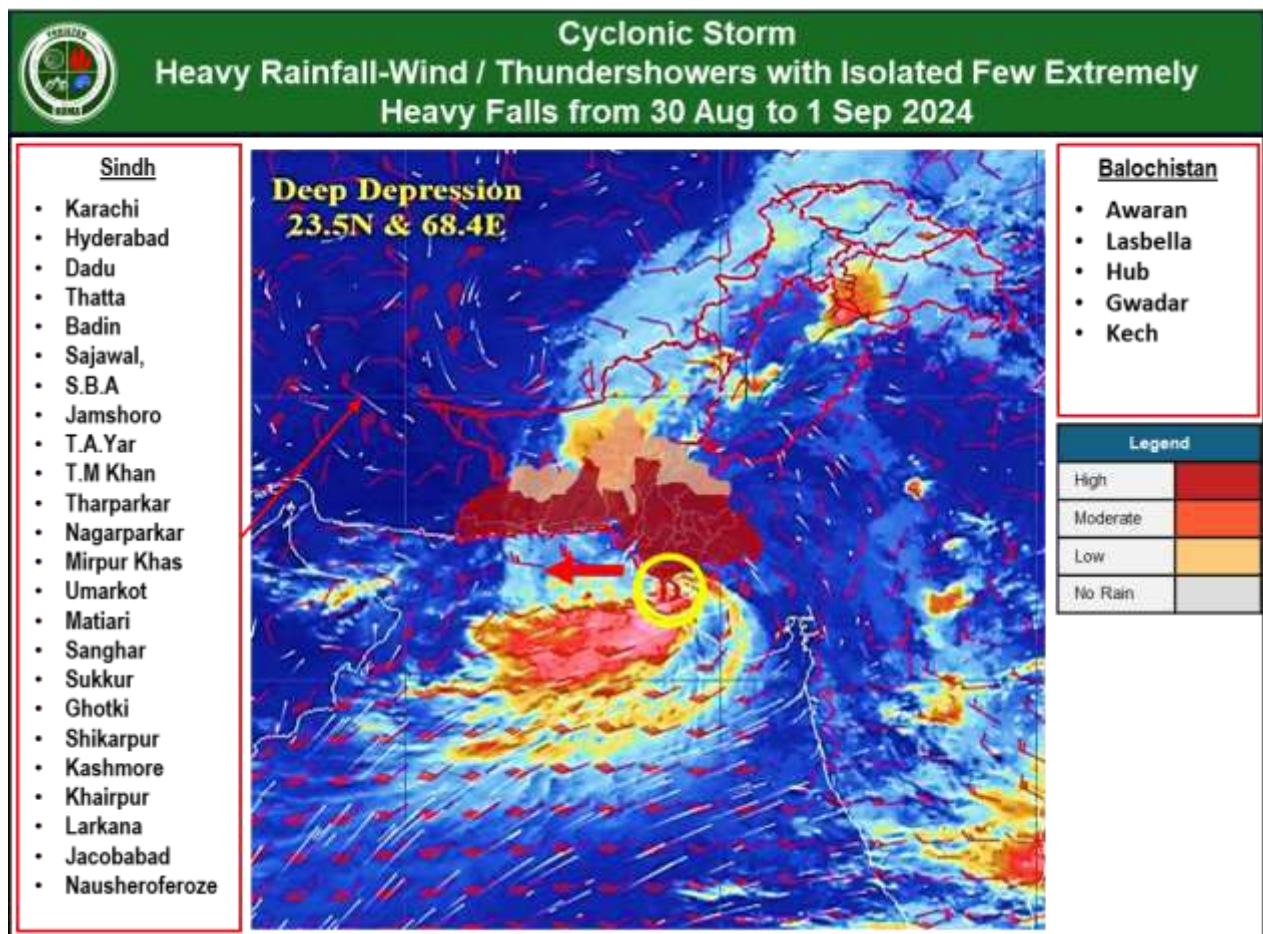 Cyclonic Storm
Heavy Rainfall-Wind / Thundershowers with Isolated Few Extremely
Heavy Falls from 30 Aug to 1 Sep 2024
Sindh
• Karachi
• Hyderabad
• Dadu
• Thatta
• Badin
• Sajawal,
• S.B.A
• Jamshoro
• T.A.Yar
• T.M Khan
• Tharparkar
• Nagarparkar
• Mirpur Khas
• Umarkot
• Matiari
• Sanghar
• Sukkur
• Ghotki
• Shikarpur
• Kashmore
• Khairpur
• Larkana
• Jacobabad
• Nausheroferoze
Deep Depression
23.5N & 68.4E
D
Balochistan
• Awaran
• Lasbella
• Hub
• Gwadar
• Kech
Legend
High
Moderate
Low
No Rain